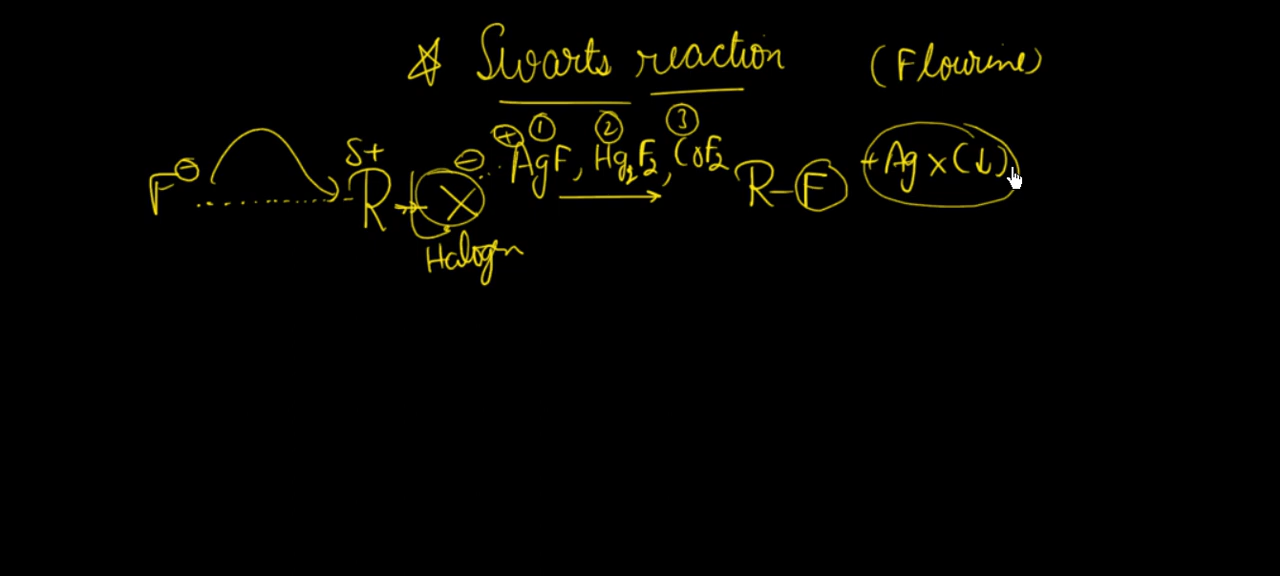 ☆ Swarts reaction (Flourine)
F⊖ δ+ R → X ⊖ ⊕ ① ② ③ AgF, Hg₂F₂, CoF₂ ⟶ R–F + Ag X (↓)
Halogen